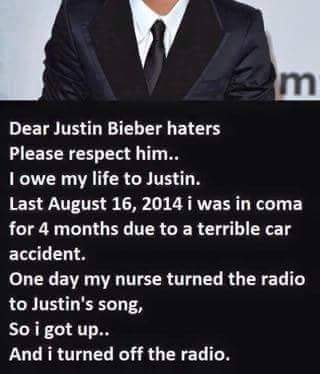 m
Dear Justin Bieber haters
Please respect him..
I owe my life to Justin.
Last August 16, 2014 i was in coma
for 4 months due to a terrible car
accident.
One day my nurse turned the radio
to Justin's song,
So i got up..
And i turned off the radio.